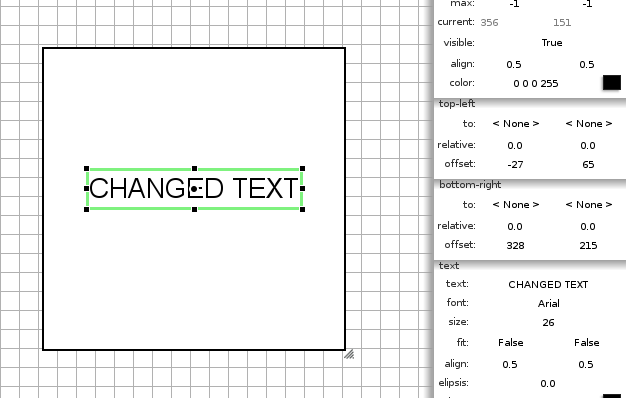 CHANGED TEXT
max: -1 -1
current: 356 151
visible: True
align: 0.5 0.5
color: 0 0 0 255
top-left
to: < None > < None >
relative: 0.0 0.0
offset: -27 65
bottom-right
to: < None > < None >
relative: 0.0 0.0
offset: 328 215
text
text: CHANGED TEXT
font: Arial
size: 26
fit: False False
align: 0.5 0.5
elipsis: 0.0